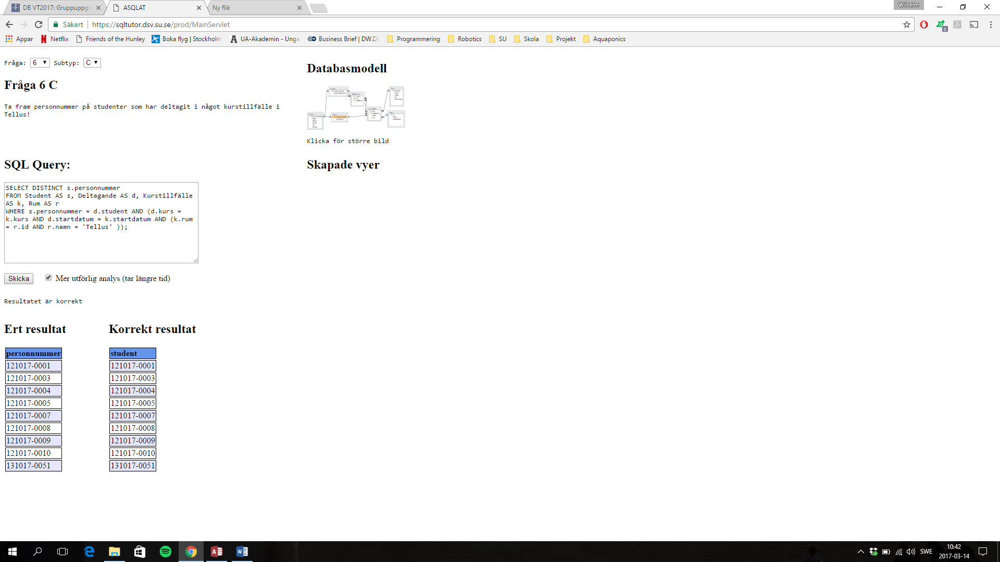 Wilhelm
DB VT2017: Gruppuppgi
ASQLAT
Ny flik
Säkert
https://sqltutor.dsv.su.se/prod/MainServlet
Appar
Netflix
Friends of the Hunley
Boka flyg | Stockholm
UA-Akademin - Unga
Business Brief | DW.DE
Programmering
Robotics
SU
Skola
Projekt
Aquaponics
Fråga: 6 Subtyp: C
Fråga 6 C
Ta fram personnummer på studenter som har deltagit i något kurstillfälle i
Tellus!
Databasmodell
Klicka för större bild
SQL Query:
Skapade vyer
SELECT DISTINCT s.personnummer
FROM Student AS s, Deltagande AS d, Kurstillfälle
AS k, Rum AS r
WHERE s.personnummer = d.student AND (d.kurs =
k.kurs AND d.startdatum = k.startdatum AND (k.rum
= r.id AND r.namn = 'Tellus' ));
Skicka
Mer utförlig analys (tar längre tid)
Resultatet är korrekt
Ert resultat
personnummer
121017-0001
121017-0003
121017-0004
121017-0005
121017-0007
121017-0008
121017-0009
121017-0010
131017-0051
Korrekt resultat
student
121017-0001
121017-0003
121017-0004
121017-0005
121017-0007
121017-0008
121017-0009
121017-0010
131017-0051
SWE
10:42
2017-03-14